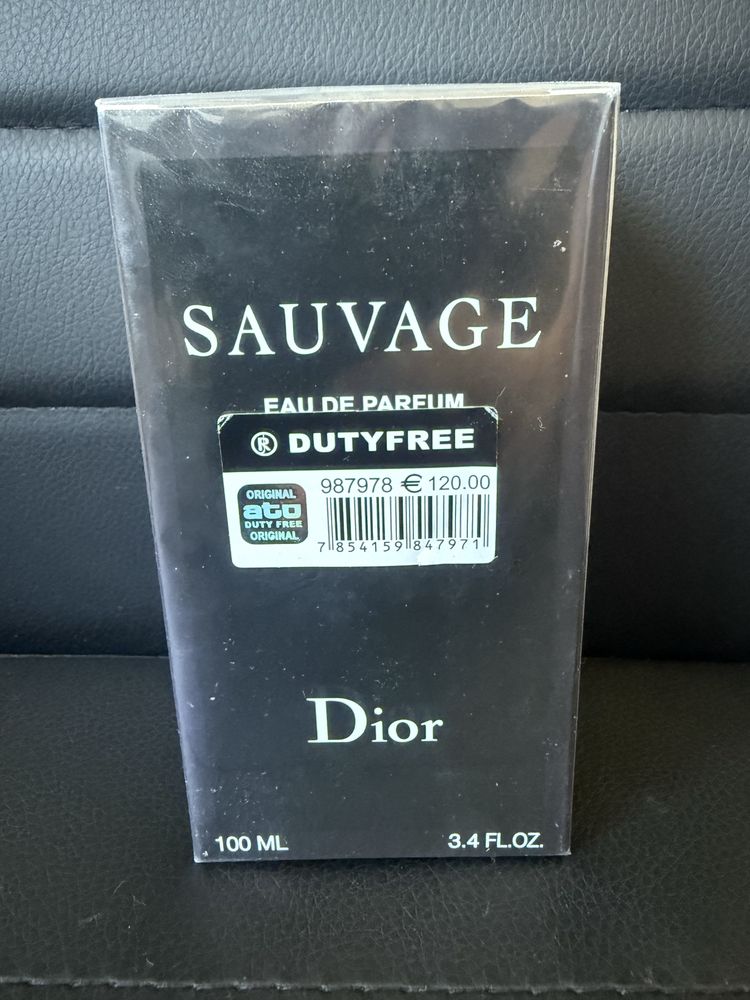 SAUVAGE
EAU DE PARFUM
® DUTYFREE
987978 € 120.00
ORIGINAL
ato
DUTY FREE
ORIGINAL
7 854159 847971
Dior
100 ML
3.4 FL.OZ.